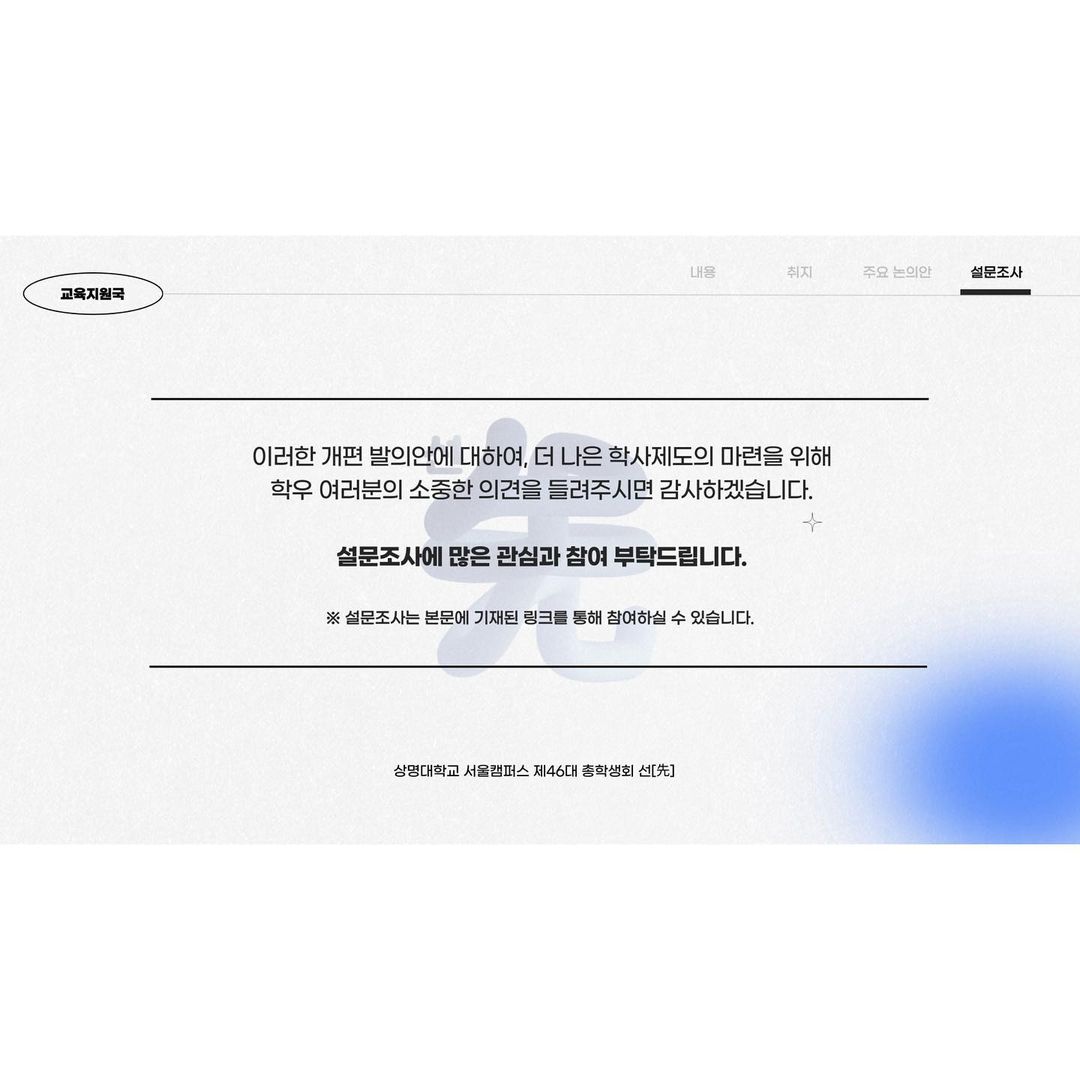 교육지원국
내용 취지 주요 논의안 설문조사
이러한 개편 발의안에 대하여, 더 나은 학사제도의 마련을 위해
학우 여러분의 소중한 의견을 들려주시면 감사하겠습니다.
설문조사에 많은 관심과 참여 부탁드립니다.
※ 설문조사는 본문에 기재된 링크를 통해 참여하실 수 있습니다.
상명대학교 서울캠퍼스 제46대 총학생회 선[先]